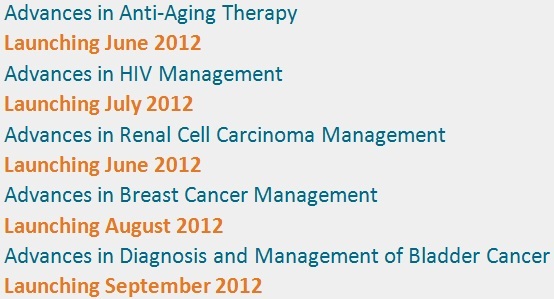 Advances in Anti-Aging Therapy
Launching June 2012
Advances in HIV Management
Launching July 2012
Advances in Renal Cell Carcinoma Management
Launching June 2012
Advances in Breast Cancer Management
Launching August 2012
Advances in Diagnosis and Management of Bladder Cancer
Launching September 2012